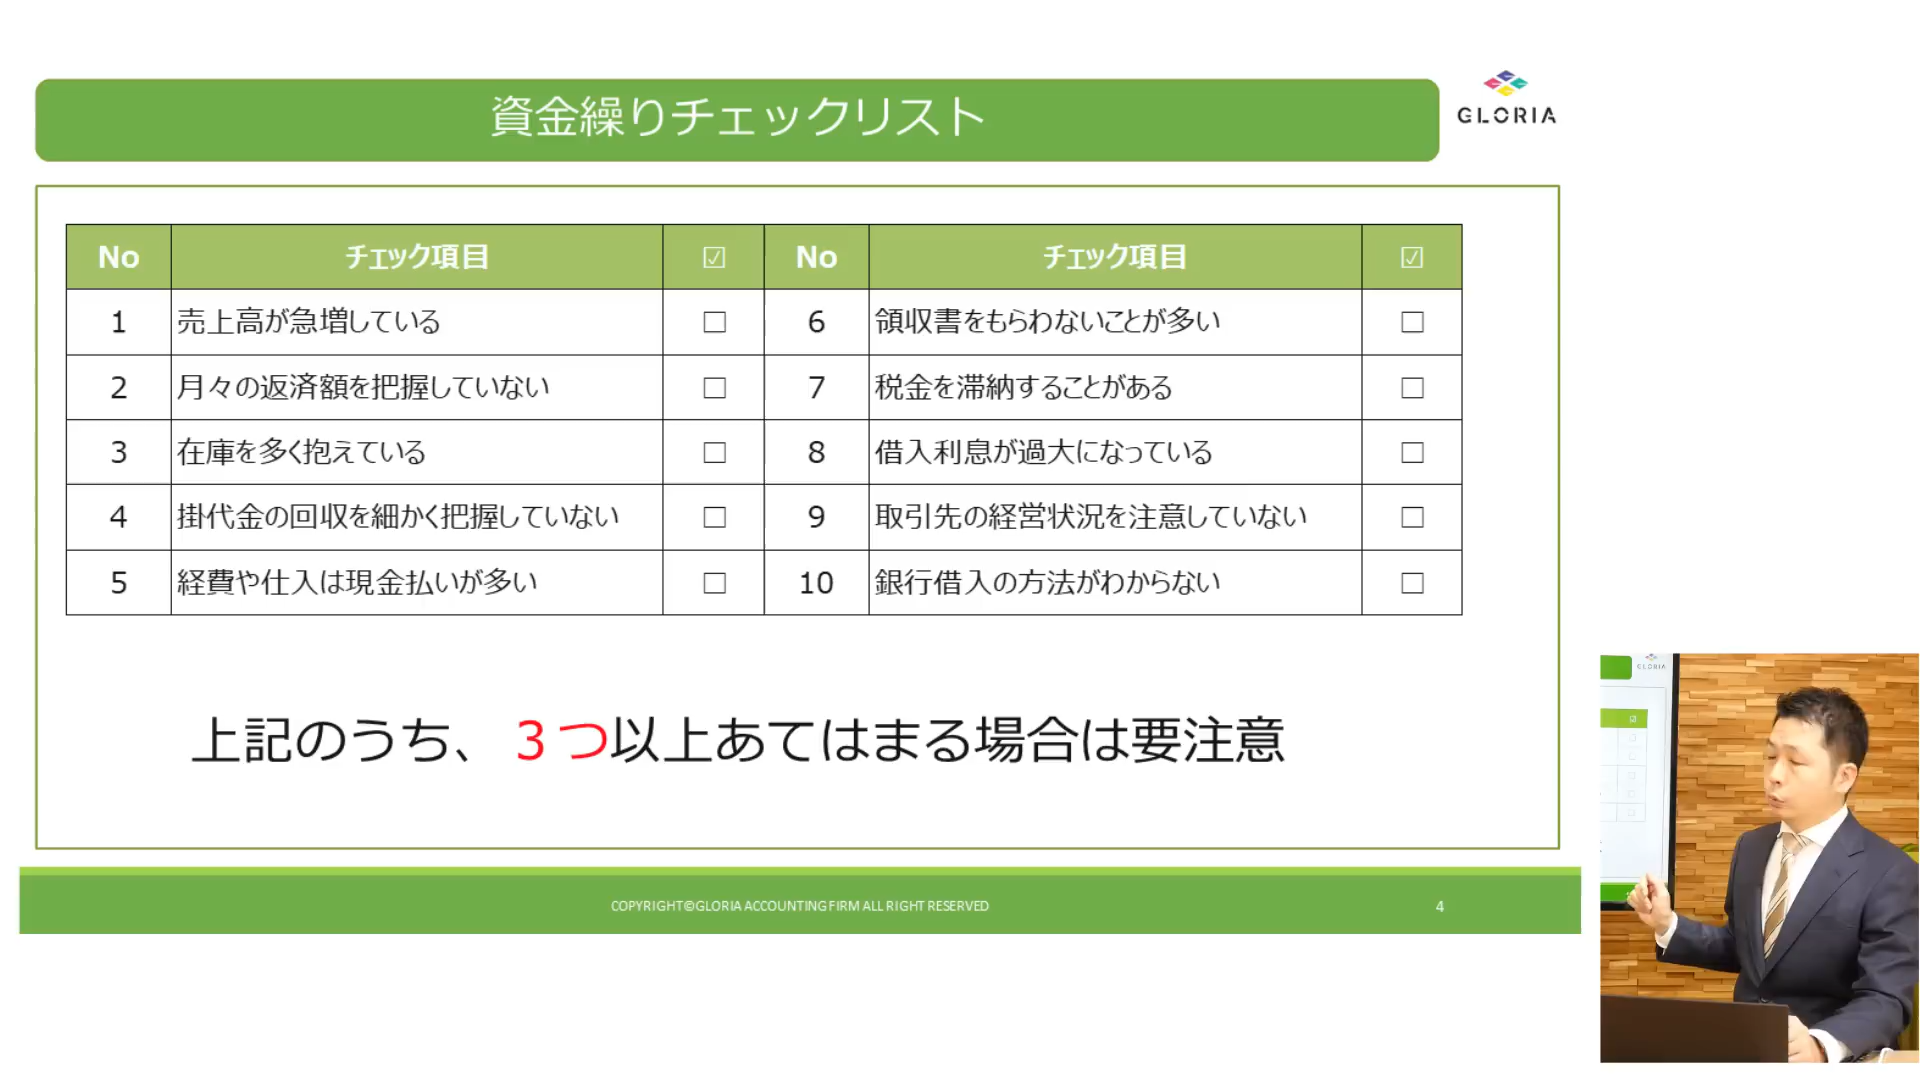 資金繰りチェックリスト
GLORIA
No チェック項目 ☑ No チェック項目 ☑
1 売上高が急増している □ 6 領収書をもらわないことが多い □
2 月々の返済額を把握していない □ 7 税金を滞納することがある □
3 在庫を多く抱えている □ 8 借入利息が過大になっている □
4 掛代金の回収を細かく把握していない □ 9 取引先の経営状況を注意していない □
5 経費や仕入は現金払いが多い □ 10 銀行借入の方法がわからない □
上記のうち、３つ以上あてはまる場合は要注意
COPYRIGHT©GLORIA ACCOUNTING FIRM ALL RIGHT RESERVED
4
GLORIA